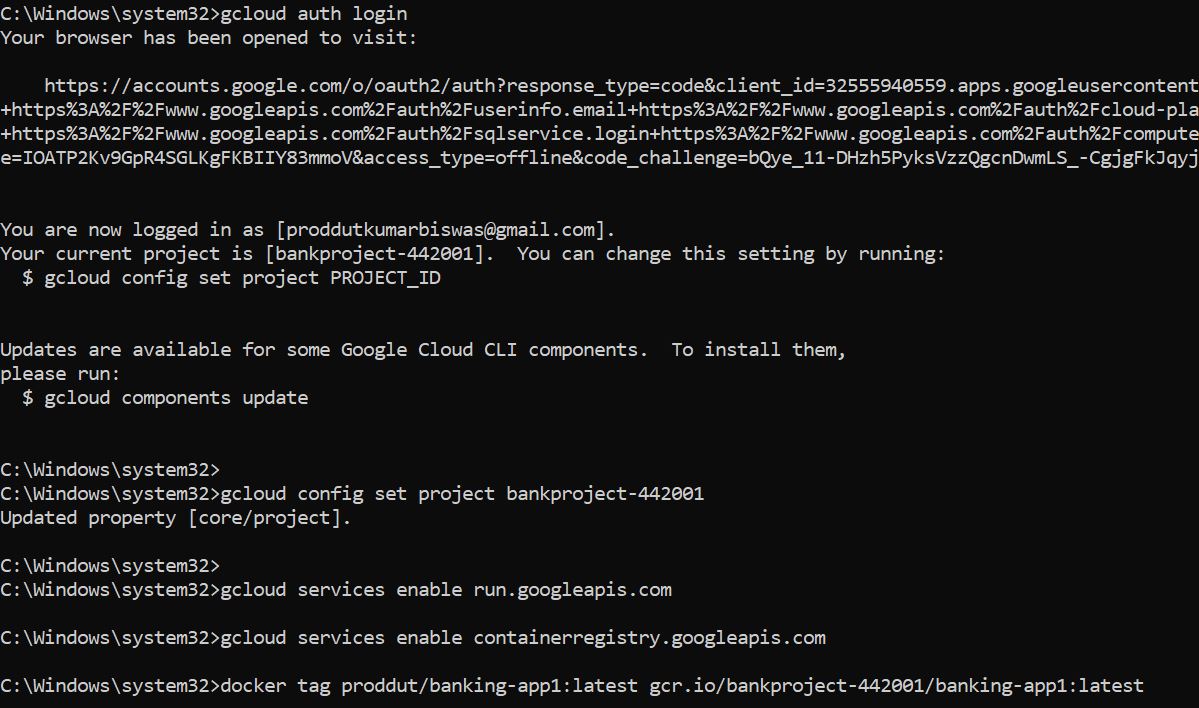 C:\Windows\system32>gcloud auth login
Your browser has been opened to visit:
https://accounts.google.com/o/oauth2/auth?response_type=code&client_id=32555940559.apps.googleusercontent
+https%3A%2F%2Fwww.googleapis.com%2Fauth%2Fuserinfo.email+https%3A%2F%2Fwww.googleapis.com%2Fauth%2Fcloud-pla
+https%3A%2F%2Fwww.googleapis.com%2Fauth%2Fsqlservice.login+https%3A%2F%2Fwww.googleapis.com%2Fauth%2Fcompute
e=IOATP2Kv9GpR4SGLKgFKBIIY83mmoV&access_type=offline&code_challenge=bQye_11-DHzh5PyksVzzQgcnDwmLS_-CgjgFkJqyj
You are now logged in as [proddutkumarbiswas@gmail.com].
Your current project is [bankproject-442001].  You can change this setting by running:
  $ gcloud config set project PROJECT_ID
Updates are available for some Google Cloud CLI components.  To install them,
please run:
  $ gcloud components update
C:\Windows\system32>
C:\Windows\system32>gcloud config set project bankproject-442001
Updated property [core/project].
C:\Windows\system32>
C:\Windows\system32>gcloud services enable run.googleapis.com
C:\Windows\system32>gcloud services enable containerregistry.googleapis.com
C:\Windows\system32>docker tag proddut/banking-app1:latest gcr.io/bankproject-442001/banking-app1:latest